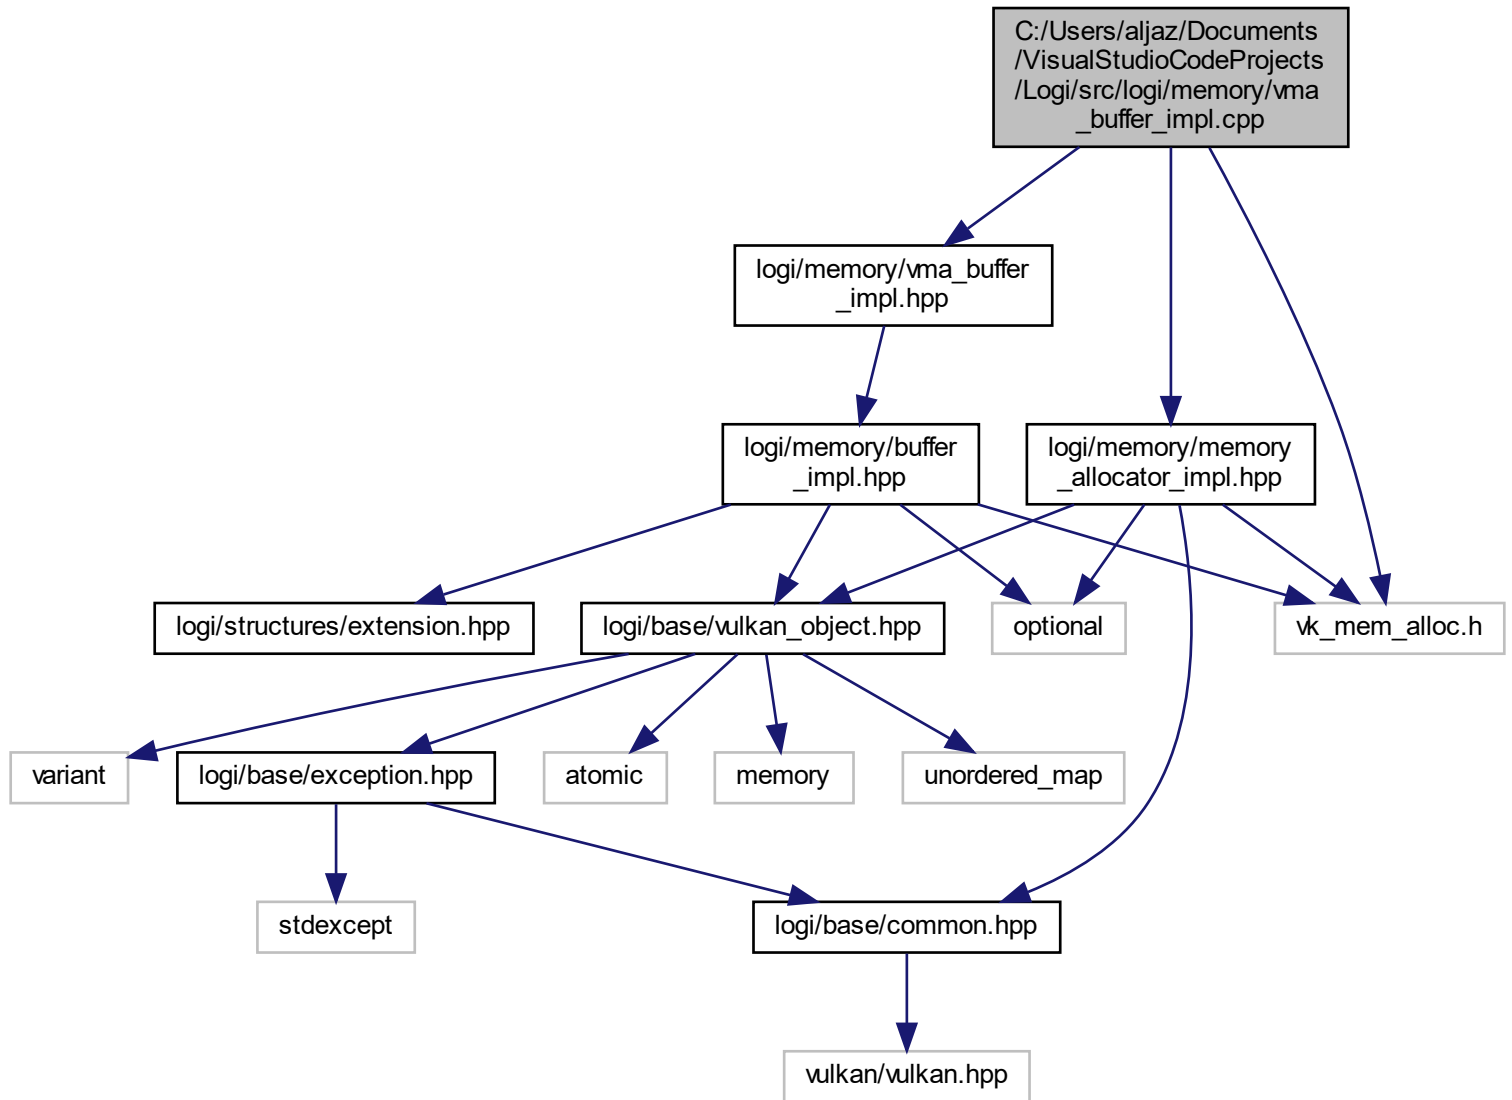 C:/Users/aljaz/Documents
/VisualStudioCodeProjects
/Logi/src/logi/memory/vma
_buffer_impl.cpp
logi/memory/vma_buffer
_impl.hpp
logi/memory/buffer
_impl.hpp
logi/memory/memory
_allocator_impl.hpp
logi/structures/extension.hpp
logi/base/vulkan_object.hpp
optional
vk_mem_alloc.h
variant
logi/base/exception.hpp
atomic
memory
unordered_map
stdexcept
logi/base/common.hpp
vulkan/vulkan.hpp